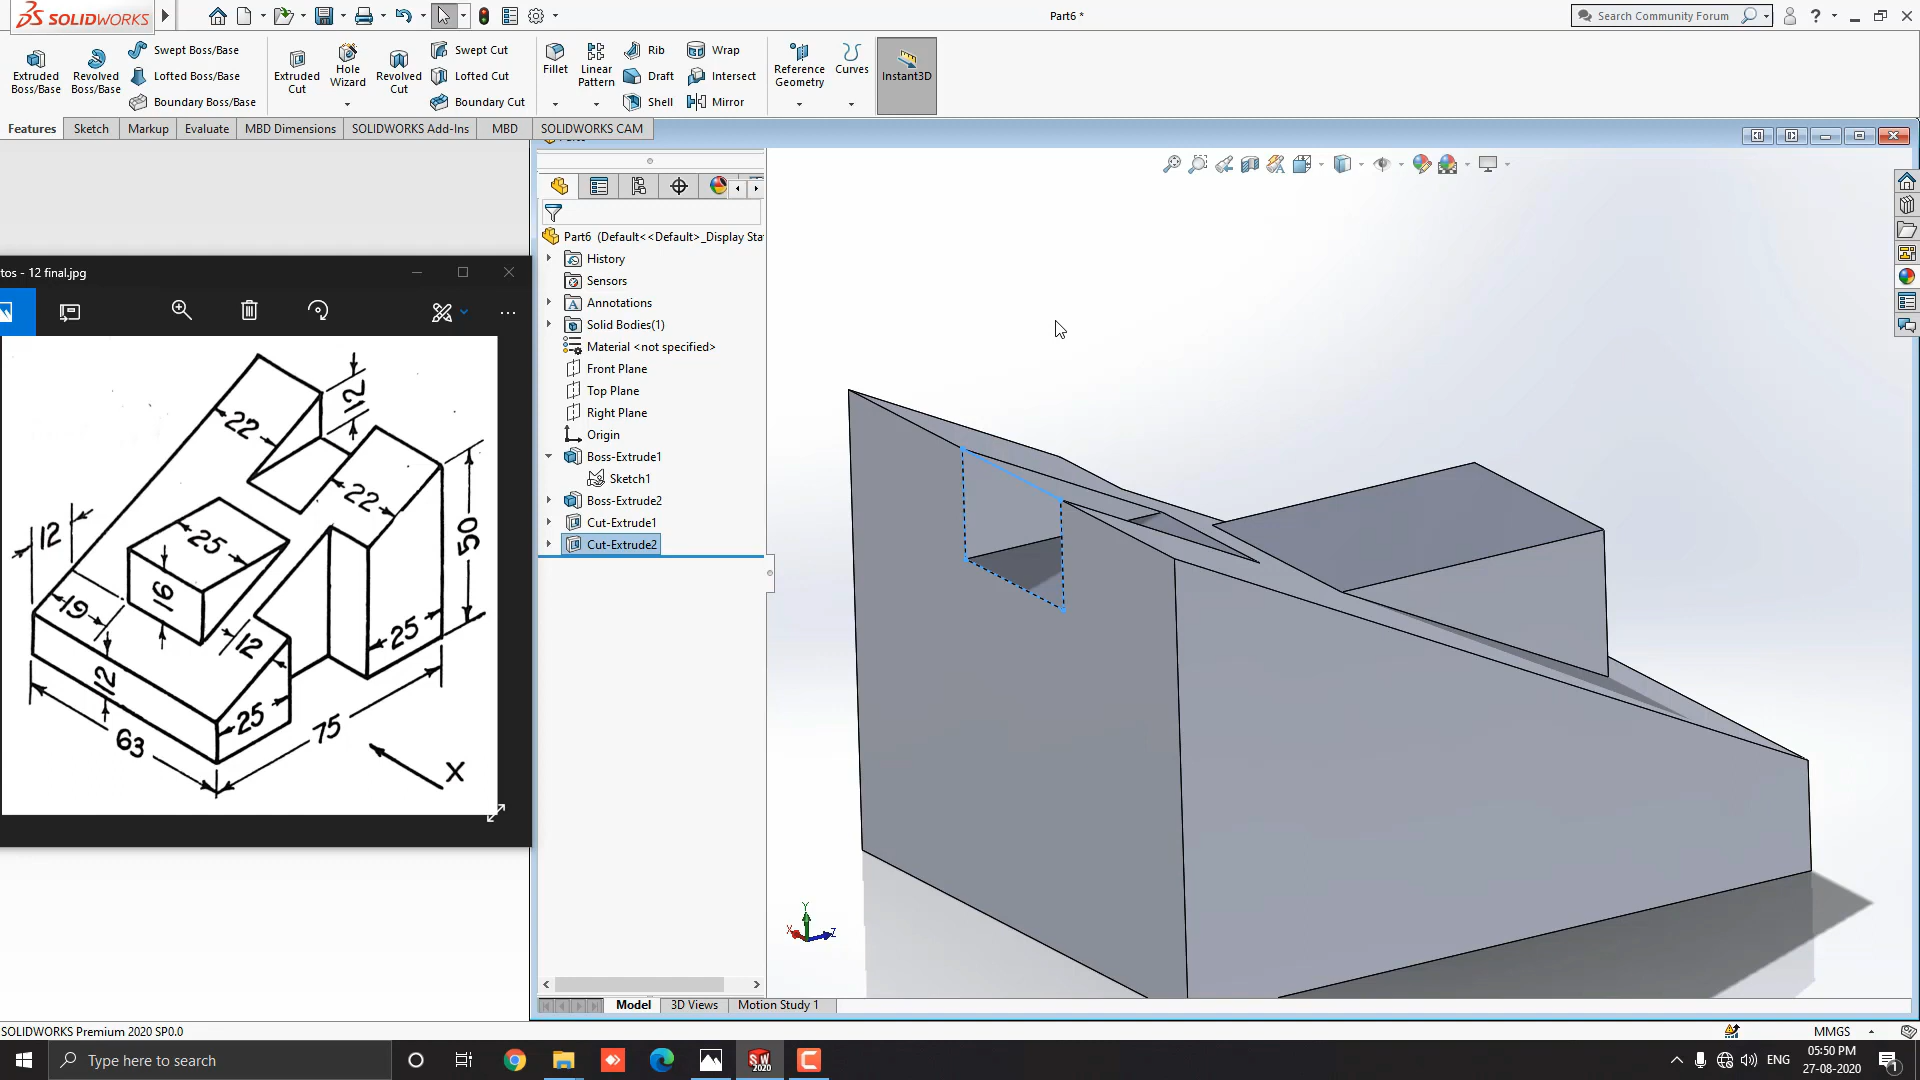 SOLIDWORKS
Part6 *
Search Community Forum
Extruded Boss/Base
Revolved Boss/Base
Swept Boss/Base
Lofted Boss/Base
Boundary Boss/Base
Extruded Cut
Hole Wizard
Revolved Cut
Swept Cut
Lofted Cut
Boundary Cut
Fillet
Linear Pattern
Rib
Draft
Shell
Wrap
Intersect
Mirror
Reference Geometry
Curves
Instant3D
Features
Sketch
Markup
Evaluate
MBD Dimensions
SOLIDWORKS Add-Ins
MBD
SOLIDWORKS CAM
Part6 (Default<<Default>_Display Sta
History
Sensors
Annotations
Solid Bodies(1)
Material <not specified>
Front Plane
Top Plane
Right Plane
Origin
Boss-Extrude1
Sketch1
Boss-Extrude2
Cut-Extrude1
Cut-Extrude2
tos - 12 final.jpg
12
22
22
12
25
50
16
19
12
25
12
25
63
75
X
Y
X
Z
Model
3D Views
Motion Study 1
SOLIDWORKS Premium 2020 SP0.0
MMGS
Type here to search
SW
2020
ENG
05:50 PM
27-08-2020
1